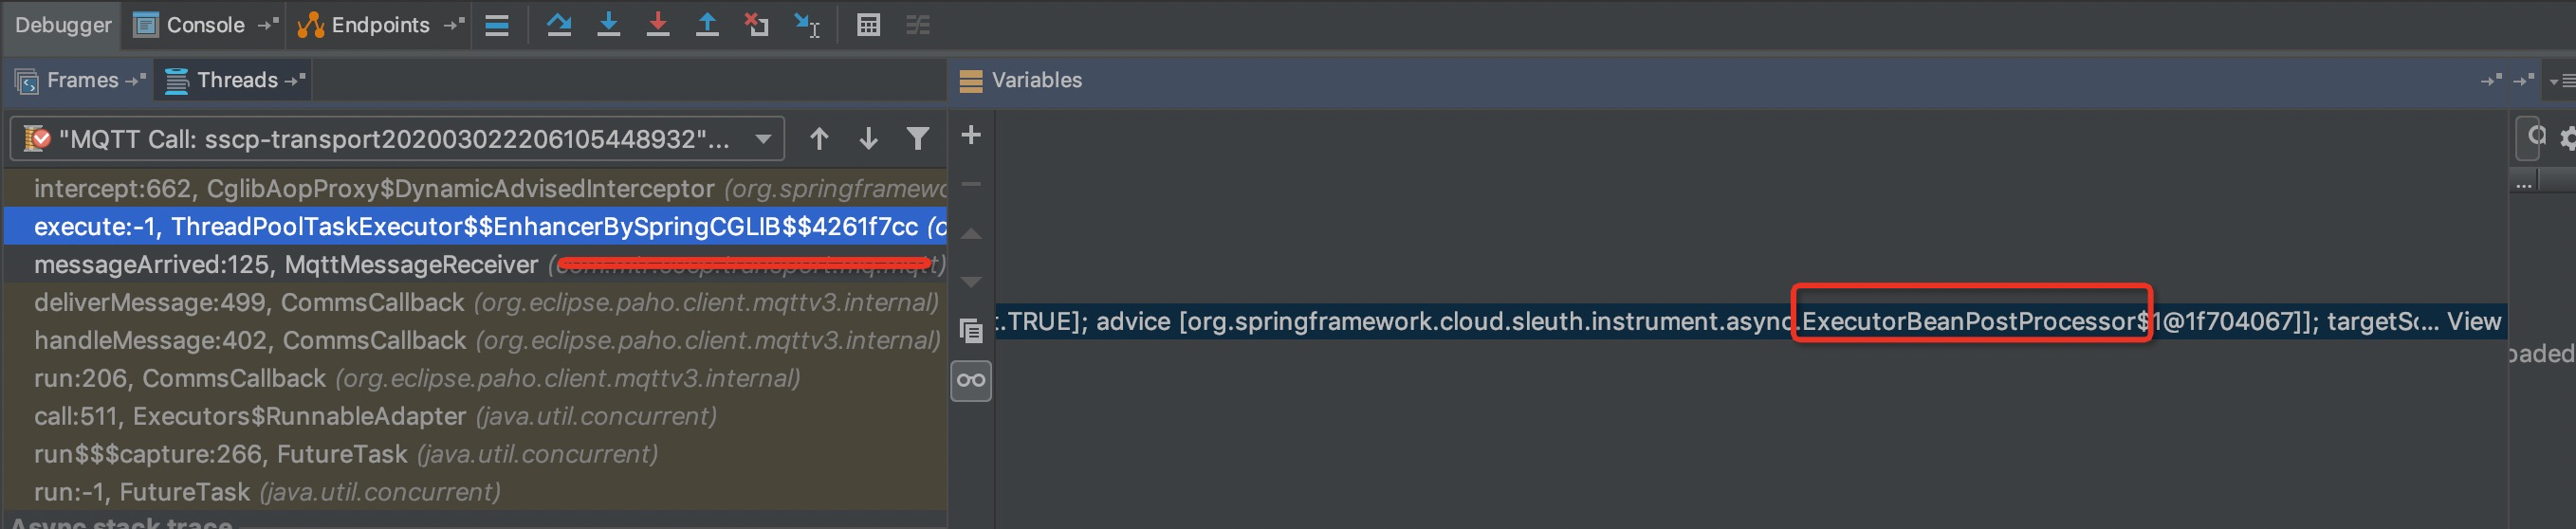 Debugger Console Endpoints
Frames Threads Variables
"MQTT Call: sscp-transport202003022206105448932"...
intercept:662, CglibAopProxy$DynamicAdvisedInterceptor (org.springframewo
execute:-1, ThreadPoolTaskExecutor$$EnhancerBySpringCGLIB$$4261f7cc (o
messageArrived:125, MqttMessageReceiver
deliverMessage:499, CommsCallback (org.eclipse.paho.client.mqttv3.internal)
:.TRUE]; advice [org.springframework.cloud.sleuth.instrument.async.ExecutorBeanPostProcessor$1@1f704067]]; targetSo... View
handleMessage:402, CommsCallback (org.eclipse.paho.client.mqttv3.internal)
oaded
run:206, CommsCallback (org.eclipse.paho.client.mqttv3.internal)
call:511, Executors$RunnableAdapter (java.util.concurrent)
run$$$capture:266, FutureTask (java.util.concurrent)
run:-1, FutureTask (java.util.concurrent)
Async stack trace